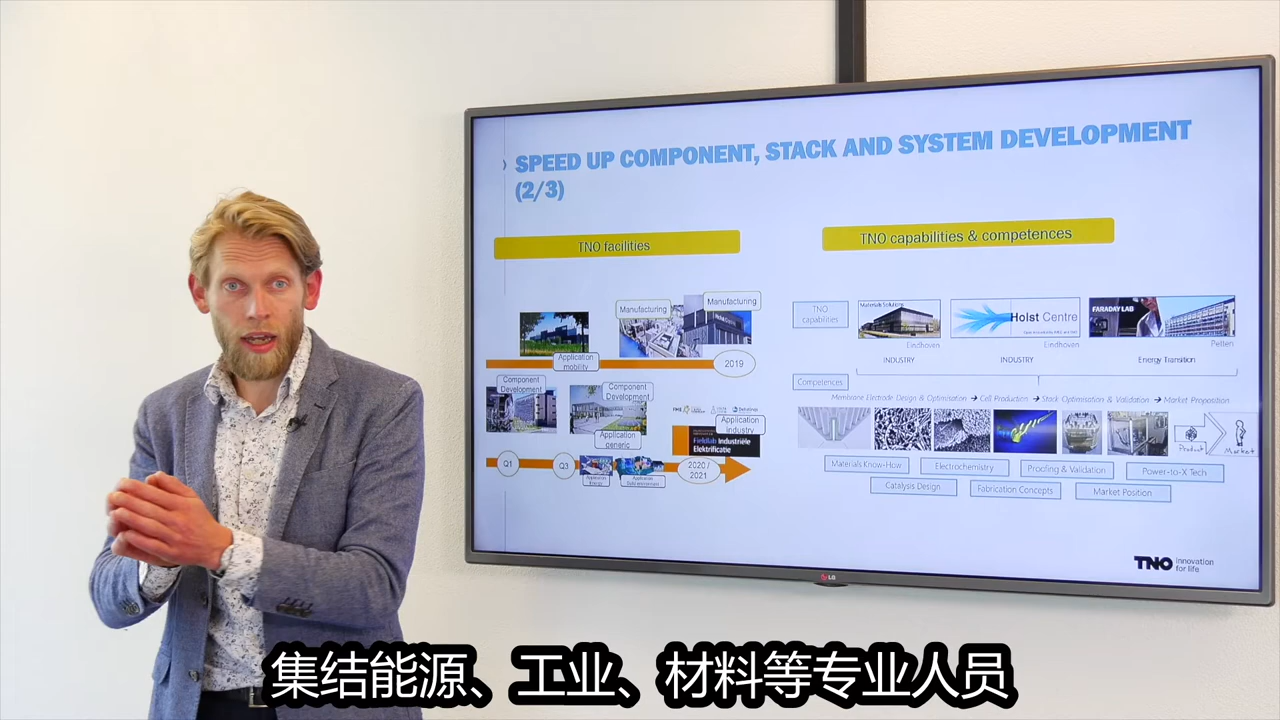 SPEED UP COMPONENT, STACK AND SYSTEM DEVELOPMENT
(2/3)
TNO facilities
TNO capabilities & competences
Manufacturing
Manufacturing
Application
mobility
2019
Component
Development
Component
Development
Application
generic
Application
industry
Fieldlab Industriële
Elektrificatie
Q1
Q3
2020 /
2021
TNO
capabilities
Materials Solutions
Holst Centre
FARADAY LAB
Eindhoven
Eindhoven
Petten
INDUSTRY
INDUSTRY
Energy Transition
Competences
Membrane Electrode Design & Optimisation → Cell Production → Stack Optimisation & Validation → Market Proposition
Product
Market
Materials Know-How
Electrochemistry
Proofing & Validation
Power-to-X Tech
Catalysis Design
Fabrication Concepts
Market Position
TNO innovation
for life
LG
集结能源、工业、材料等专业人员